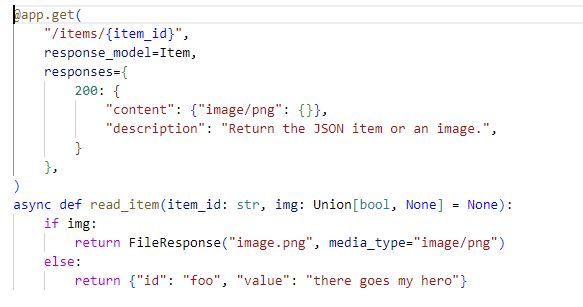 @app.get(
    "/items/{item_id}",
    response_model=Item,
    responses={
        200: {
            "content": {"image/png": {}},
            "description": "Return the JSON item or an image.",
        }
    },
)
async def read_item(item_id: str, img: Union[bool, None] = None):
    if img:
        return FileResponse("image.png", media_type="image/png")
    else:
        return {"id": "foo", "value": "there goes my hero"}